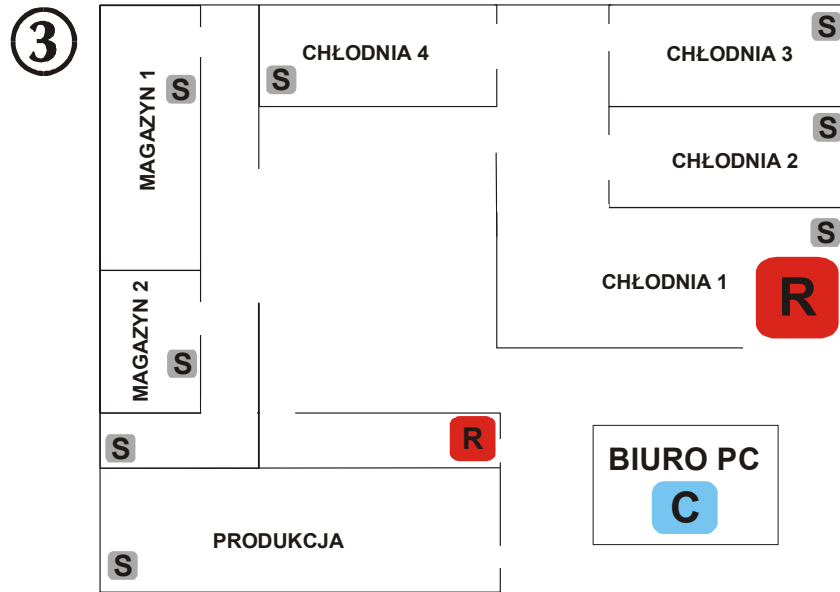 3
CHŁODNIA 4
S
MAGAZYN 1
S
CHŁODNIA 3
S
CHŁODNIA 2
S
CHŁODNIA 1
S
R
MAGAZYN 2
S
S
R
BIURO PC
C
PRODUKCJA
S